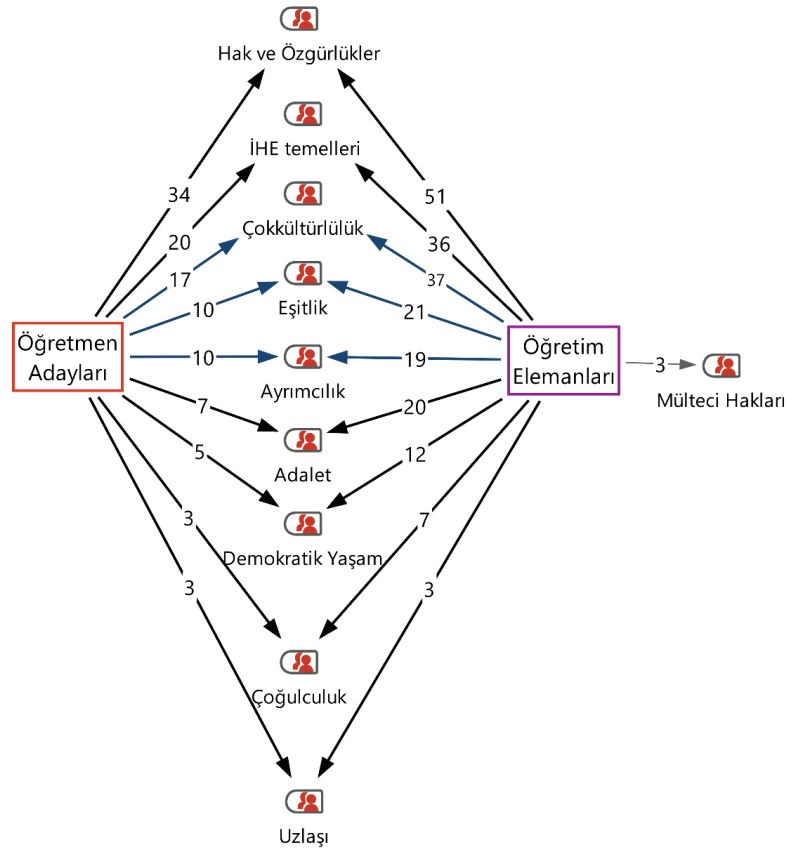 Hak ve Özgürlükler
İHE temelleri
34
51
Çokkültürlülük
20
36
17
37
Eşitlik
10
21
Öğretmen
Adayları
Öğretim
Elemanları
10
19
3
Ayrımcılık
Mülteci Hakları
7
20
5
12
Adalet
3
7
Demokratik Yaşam
3
3
Çoğulculuk
Uzlaşı